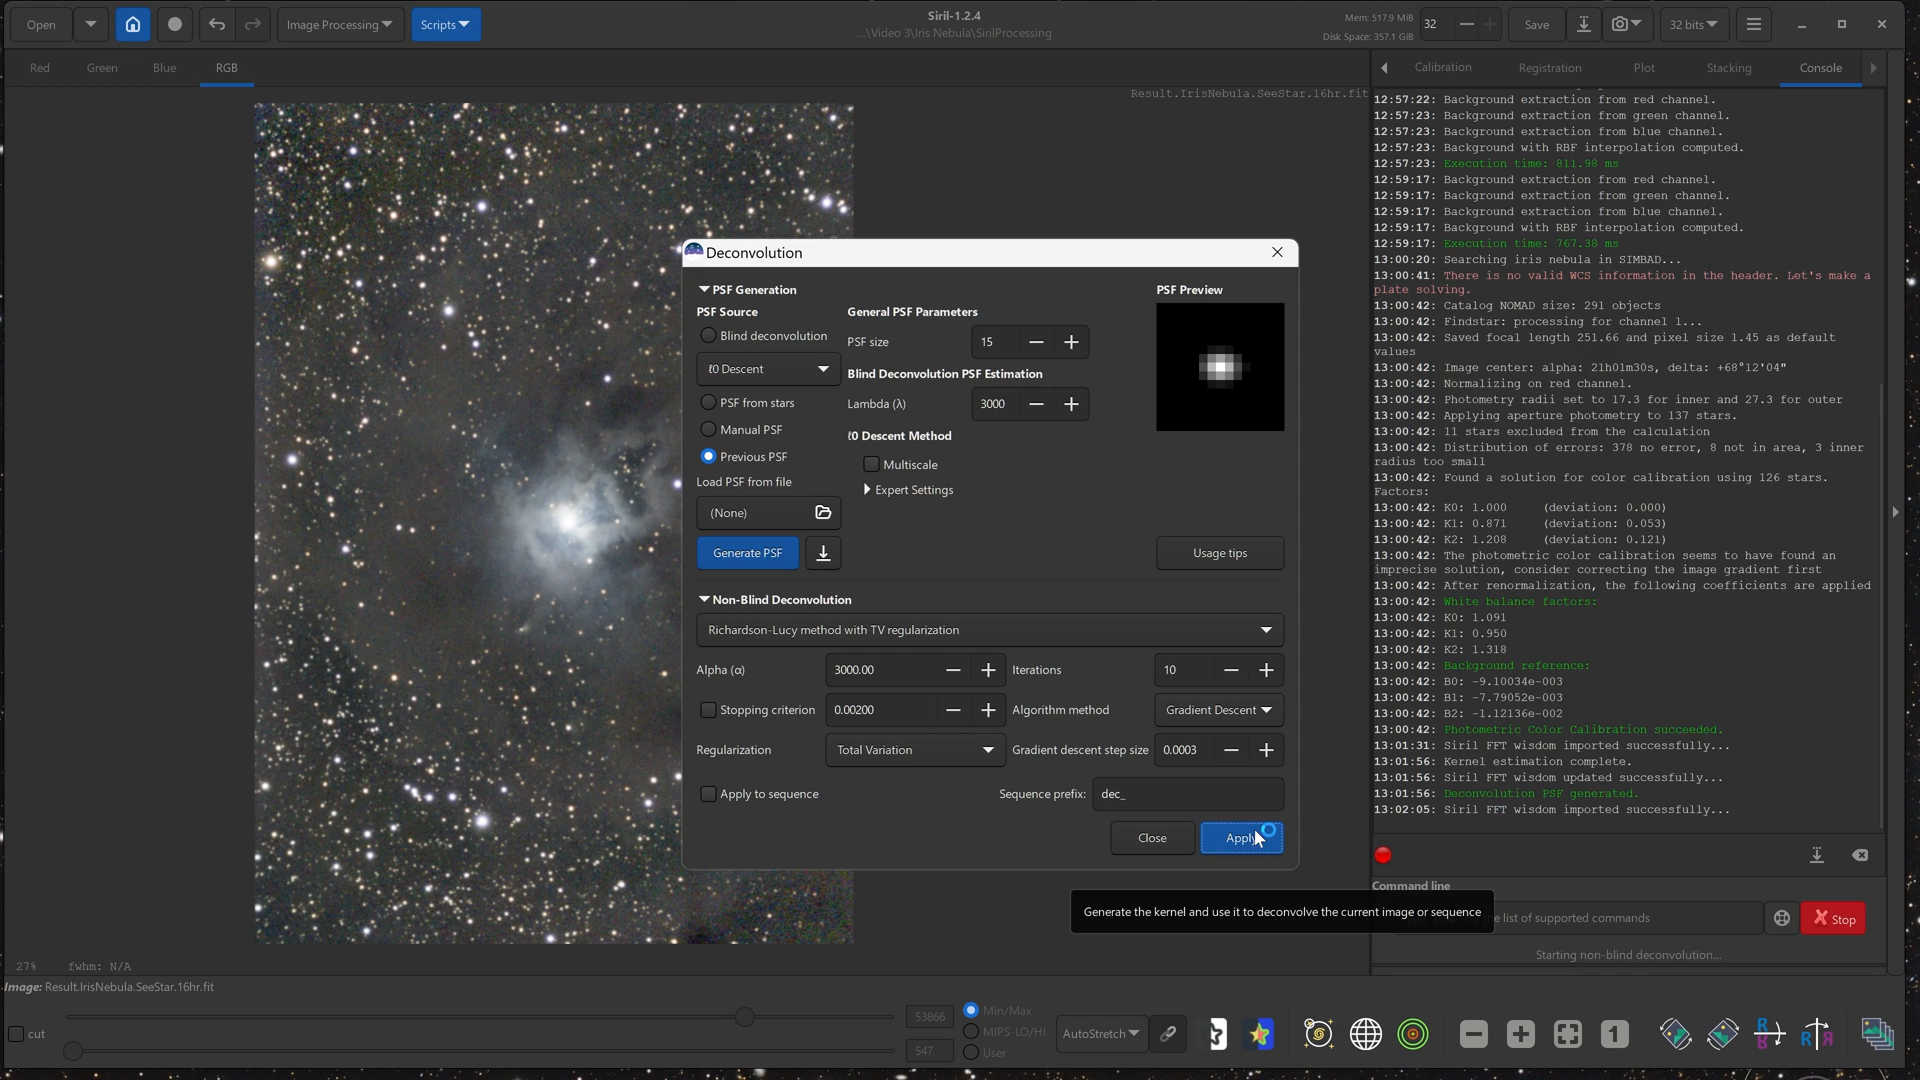 Open
Image Processing
Scripts
Siril-1.2.4
...\Video 3\Iris Nebula\SirilProcessing
Mem: 517.9 MiB
Disk Space: 357.1 GiB
32
Save
32 bits
Red
Green
Blue
RGB
Calibration
Registration
Plot
Stacking
Console
Result.IrisNebula.SeeStar.16hr.fit
Deconvolution
PSF Generation
PSF Source
Blind deconvolution
ℓ0 Descent
PSF from stars
Manual PSF
Previous PSF
Load PSF from file
(None)
Generate PSF
General PSF Parameters
PSF size
15
Blind Deconvolution PSF Estimation
Lambda (λ)
3000
ℓ0 Descent Method
Multiscale
Expert Settings
PSF Preview
Usage tips
Non-Blind Deconvolution
Richardson-Lucy method with TV regularization
Alpha (α)
3000.00
Iterations
10
Stopping criterion
0.00200
Algorithm method
Gradient Descent
Regularization
Total Variation
Gradient descent step size
0.0003
Apply to sequence
Sequence prefix:
dec_
Close
Apply
Generate the kernel and use it to deconvolve the current image or sequence
12:57:22: Background extraction from red channel.
12:57:23: Background extraction from green channel.
12:57:23: Background extraction from blue channel.
12:57:23: Background with RBF interpolation computed.
12:57:23: Execution time: 811.98 ms
12:59:17: Background extraction from red channel.
12:59:17: Background extraction from green channel.
12:59:17: Background extraction from blue channel.
12:59:17: Background with RBF interpolation computed.
12:59:17: Execution time: 767.38 ms
13:00:20: Searching iris nebula in SIMBAD...
13:00:41: There is no valid WCS information in the header. Let's make a
plate solving.
13:00:42: Catalog NOMAD size: 291 objects
13:00:42: Findstar: processing for channel 1...
13:00:42: Saved focal length 251.66 and pixel size 1.45 as default
values
13:00:42: Image center: alpha: 21h01m30s, delta: +68°12'04"
13:00:42: Normalizing on red channel.
13:00:42: Photometry radii set to 17.3 for inner and 27.3 for outer
13:00:42: Applying aperture photometry to 137 stars.
13:00:42: 11 stars excluded from the calculation
13:00:42: Distribution of errors: 378 no error, 8 not in area, 3 inner
radius too small
13:00:42: Found a solution for color calibration using 126 stars.
Factors:
13:00:42: K0: 1.000 (deviation: 0.000)
13:00:42: K1: 0.871 (deviation: 0.053)
13:00:42: K2: 1.208 (deviation: 0.121)
13:00:42: The photometric color calibration seems to have found an
imprecise solution, consider correcting the image gradient first
13:00:42: After renormalization, the following coefficients are applied
13:00:42: White balance factors:
13:00:42: K0: 1.091
13:00:42: K1: 0.950
13:00:42: K2: 1.318
13:00:42: Background reference:
13:00:42: B0: -9.10034e-003
13:00:42: B1: -7.79052e-003
13:00:42: B2: -1.12136e-002
13:00:42: Photometric Color Calibration succeeded.
13:01:31: Siril FFT wisdom imported successfully...
13:01:56: Kernel estimation complete.
13:01:56: Siril FFT wisdom updated successfully...
13:01:56: Deconvolution PSF generated.
13:02:05: Siril FFT wisdom imported successfully...
Command line
list of supported commands
Stop
Starting non-blind deconvolution...
27%
fwhm: N/A
Image: Result.IrisNebula.SeeStar.16hr.fit
cut
53866
547
Min/Max
MIPS-LO/HI
User
AutoStretch
1
R
R
R
R